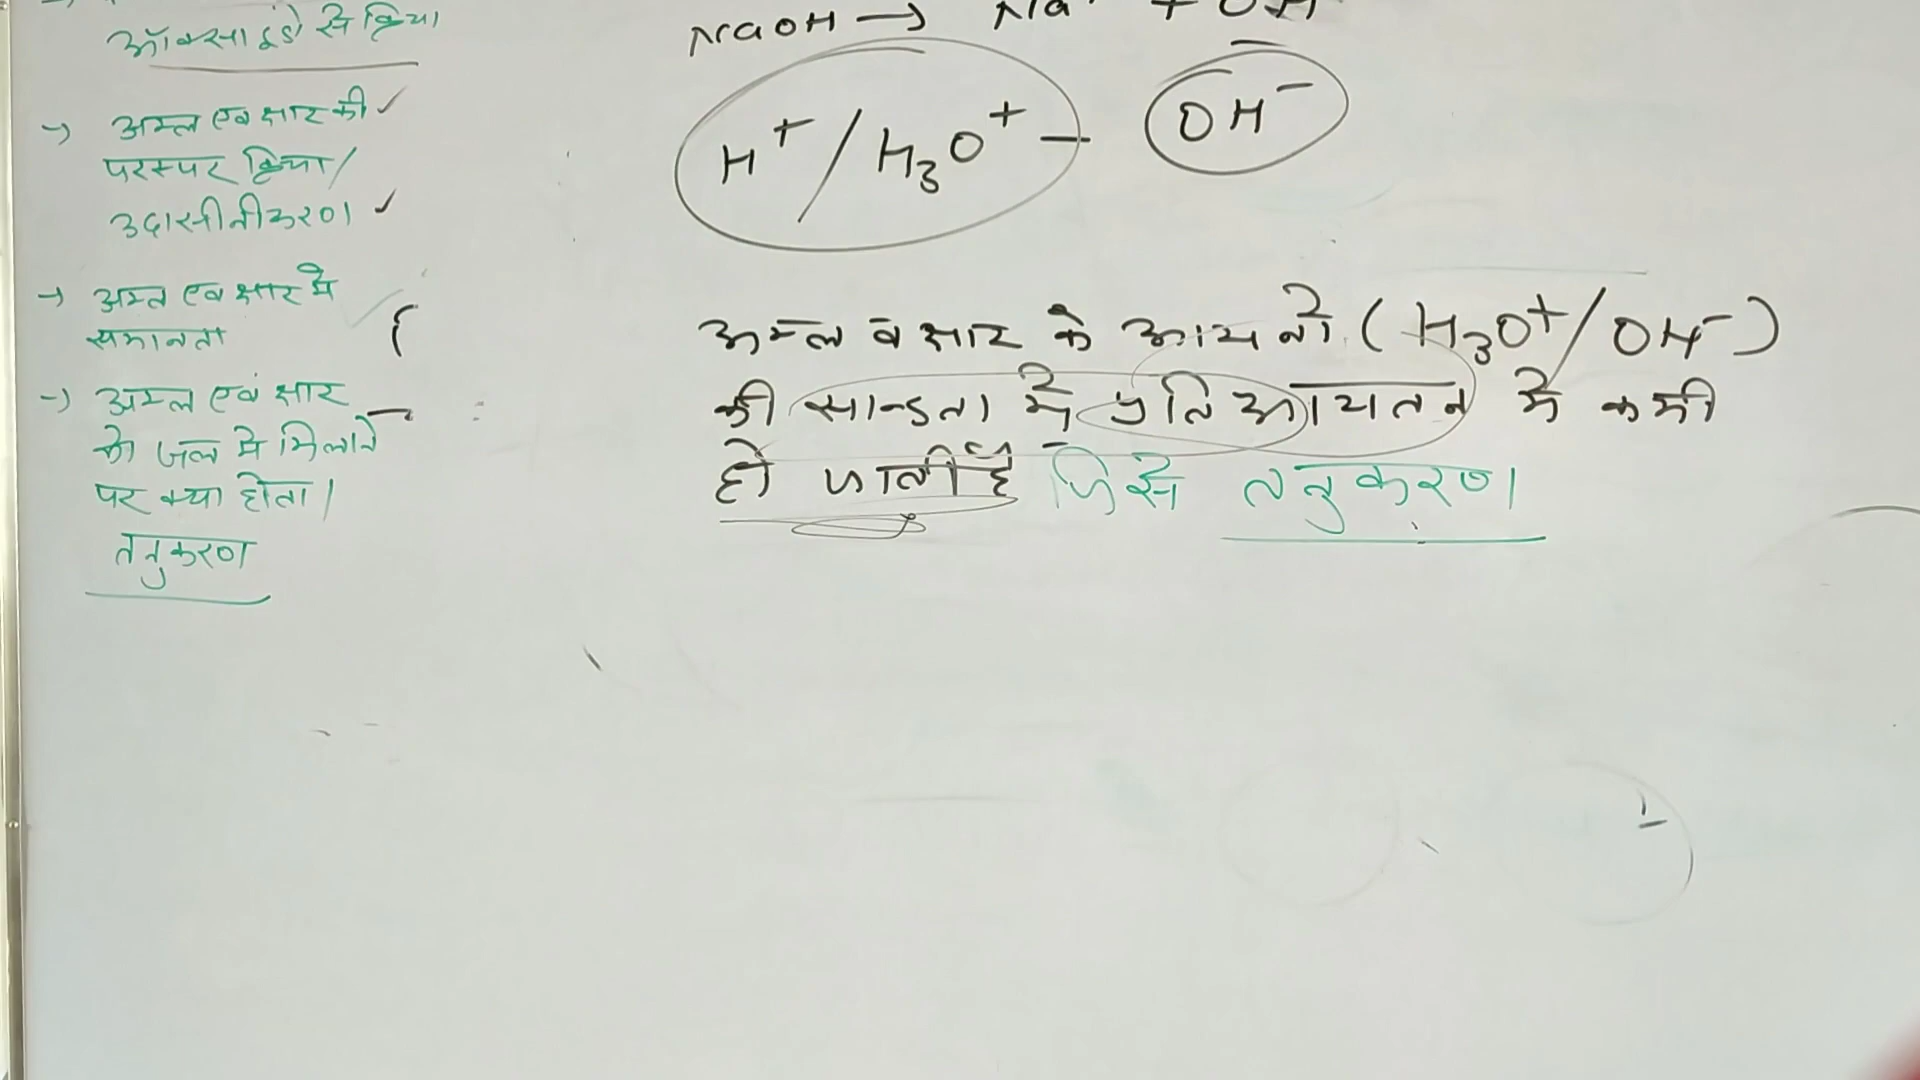 ऑक्साइडो से क्रिया
→ अम्ल एवं क्षार की ✓
परस्पर क्रिया /
उदासीनीकरण । ✓
→ अम्ल एवं क्षार मे
समानता
→ अम्ल एवं क्षार
को जल मे मिलाने
पर क्या होता ।
तनुकरण
NaOH → Na + OH
H⁺ / H₃O⁺ – OH⁻
अम्ल व क्षार के आयनो (H₃O⁺/OH⁻)
की सान्द्रता में प्रति आयतन मे कमी
हो जाती है जिसे तनुकरण ।